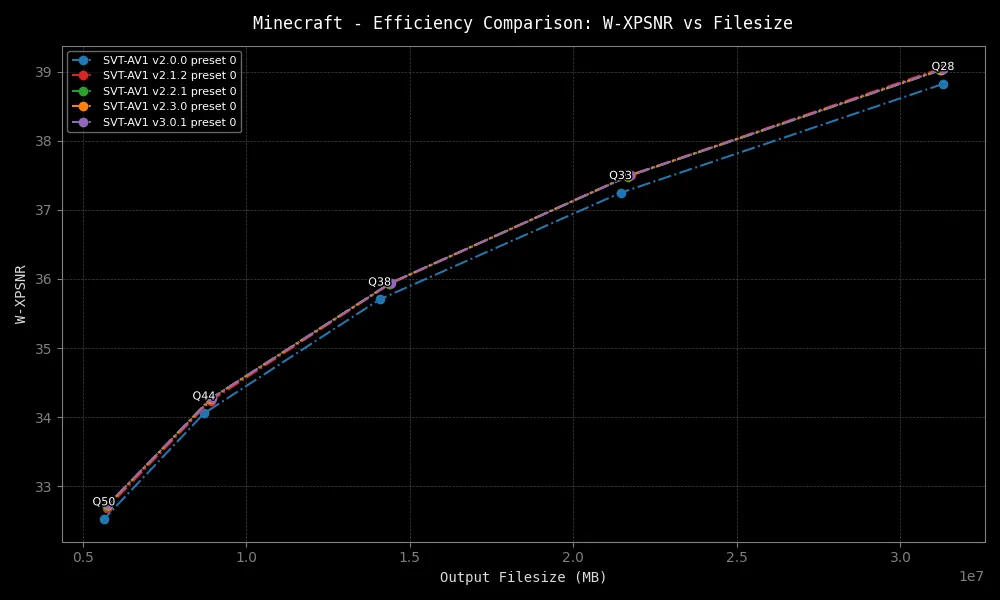 Minecraft - Efficiency Comparison: W-XPSNR vs Filesize
SVT-AV1 v2.0.0 preset 0
SVT-AV1 v2.1.2 preset 0
SVT-AV1 v2.2.1 preset 0
SVT-AV1 v2.3.0 preset 0
SVT-AV1 v3.0.1 preset 0
W-XPSNR
39
38
37
36
35
34
33
Q28
Q33
Q38
Q44
Q50
0.5 1.0 1.5 2.0 2.5 3.0
1e7
Output Filesize (MB)